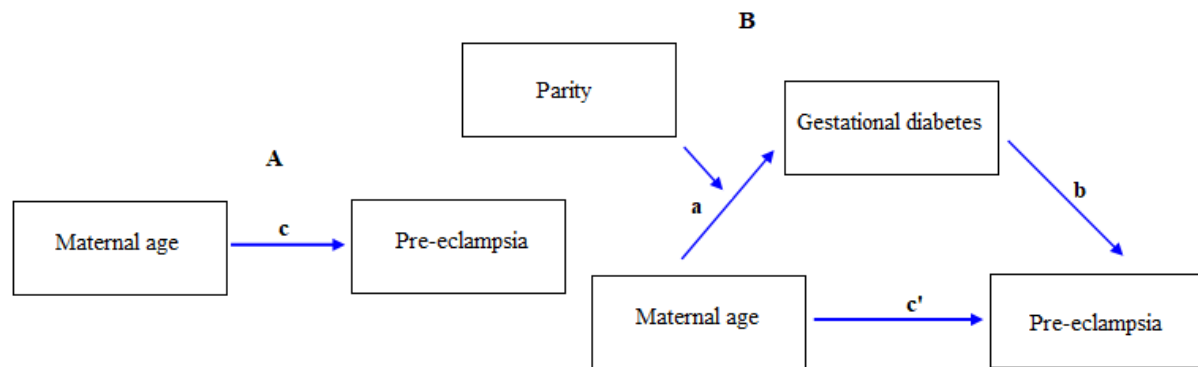 A
Maternal age
c
Pre-eclampsia
B
Parity
Gestational diabetes
a
b
Maternal age
c'
Pre-eclampsia